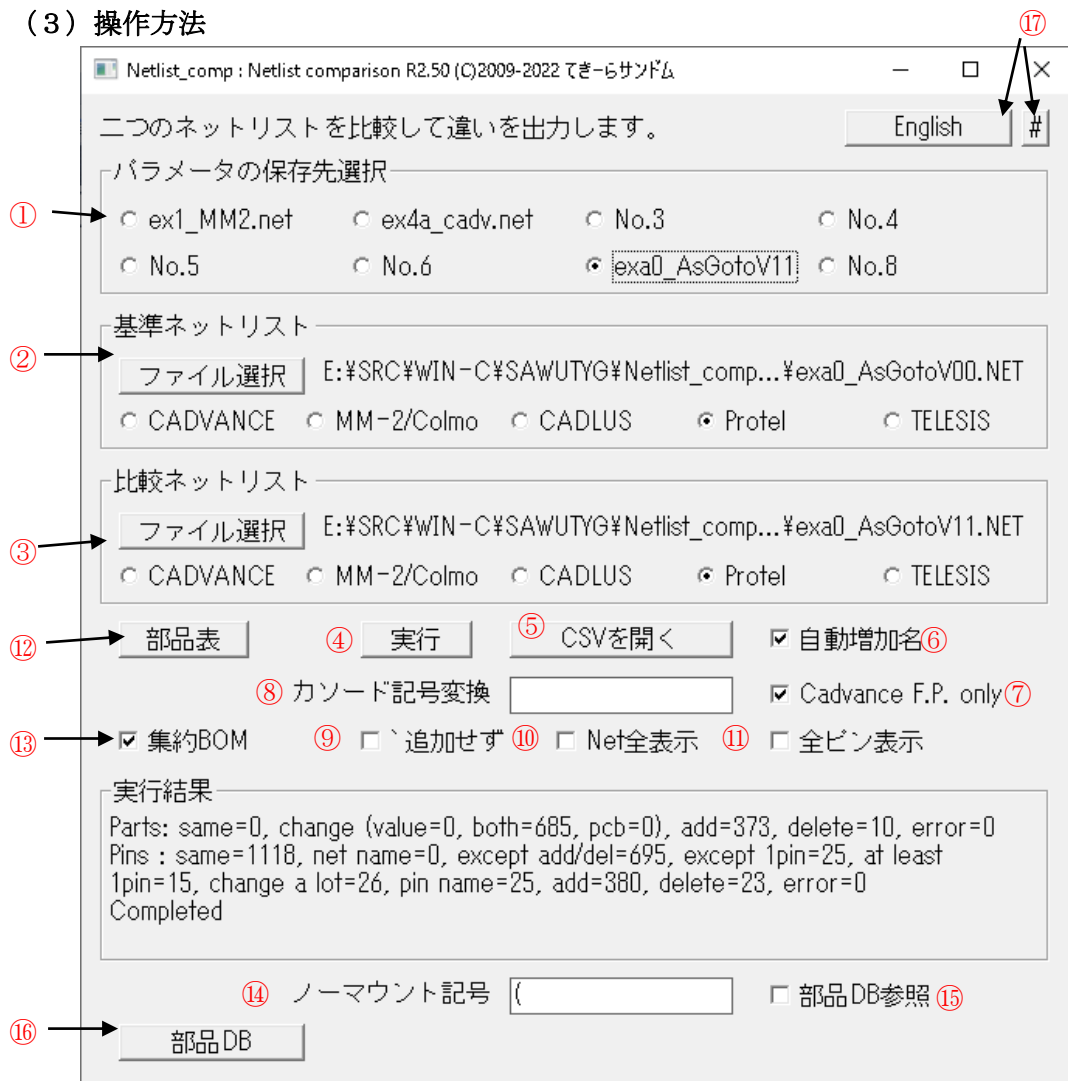 （３）操作方法
⑰
Netlist_comp : Netlist comparison R2.50 (C)2009-2022 てきーらサンドム
二つのネットリストを比較して違いを出力します。 English #
パラメータの保存先選択
① ex1_MM2.net ex4a_cadv.net No.3 No.4
No.5 No.6 exa0_AsGotoV11 No.8
基準ネットリスト
② ファイル選択 E:¥SRC¥WIN-C¥SAWUTYG¥Netlist_comp...¥exa0_AsGotoV00.NET
CADVANCE MM-2/Colmo CADLUS Protel TELESIS
比較ネットリスト
③ ファイル選択 E:¥SRC¥WIN-C¥SAWUTYG¥Netlist_comp...¥exa0_AsGotoV11.NET
CADVANCE MM-2/Colmo CADLUS Protel TELESIS
⑫ 部品表 ④ 実行 ⑤ CSVを開く 自動増加名⑥
⑧ カソード記号変換 Cadvance F.P. only⑦
⑬ 集約BOM ⑨ `追加せず ⑩ Net全表示 ⑪ 全ピン表示
実行結果
Parts: same=0, change (value=0, both=685, pcb=0), add=373, delete=10, error=0
Pins : same=1118, net name=0, except add/del=695, except 1pin=25, at least
1pin=15, change a lot=26, pin name=25, add=380, delete=23, error=0
Completed
⑭ ノーマウント記号 ( 部品DB参照 ⑮
⑯ 部品DB